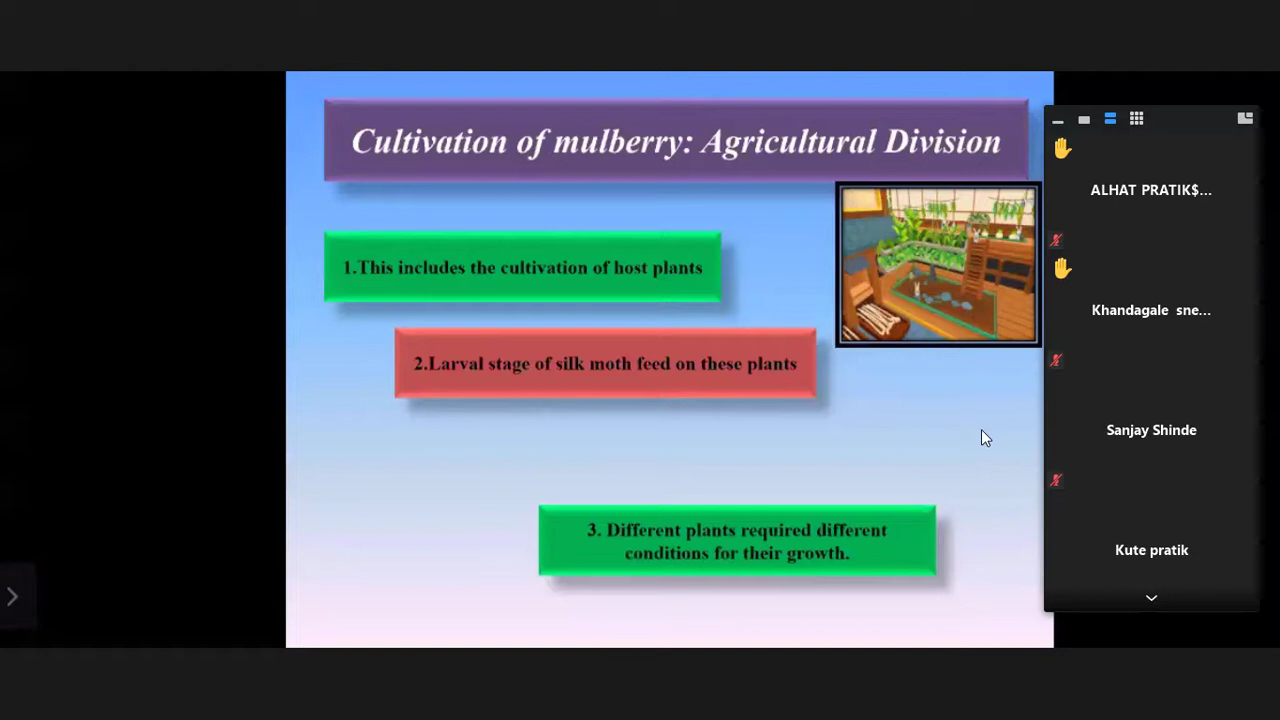 Cultivation of mulberry: Agricultural Division
1.This includes the cultivation of host plants
2.Larval stage of silk moth feed on these plants
3. Different plants required different
conditions for their growth.
ALHAT PRATIK$...
Khandagale sne...
Sanjay Shinde
Kute pratik